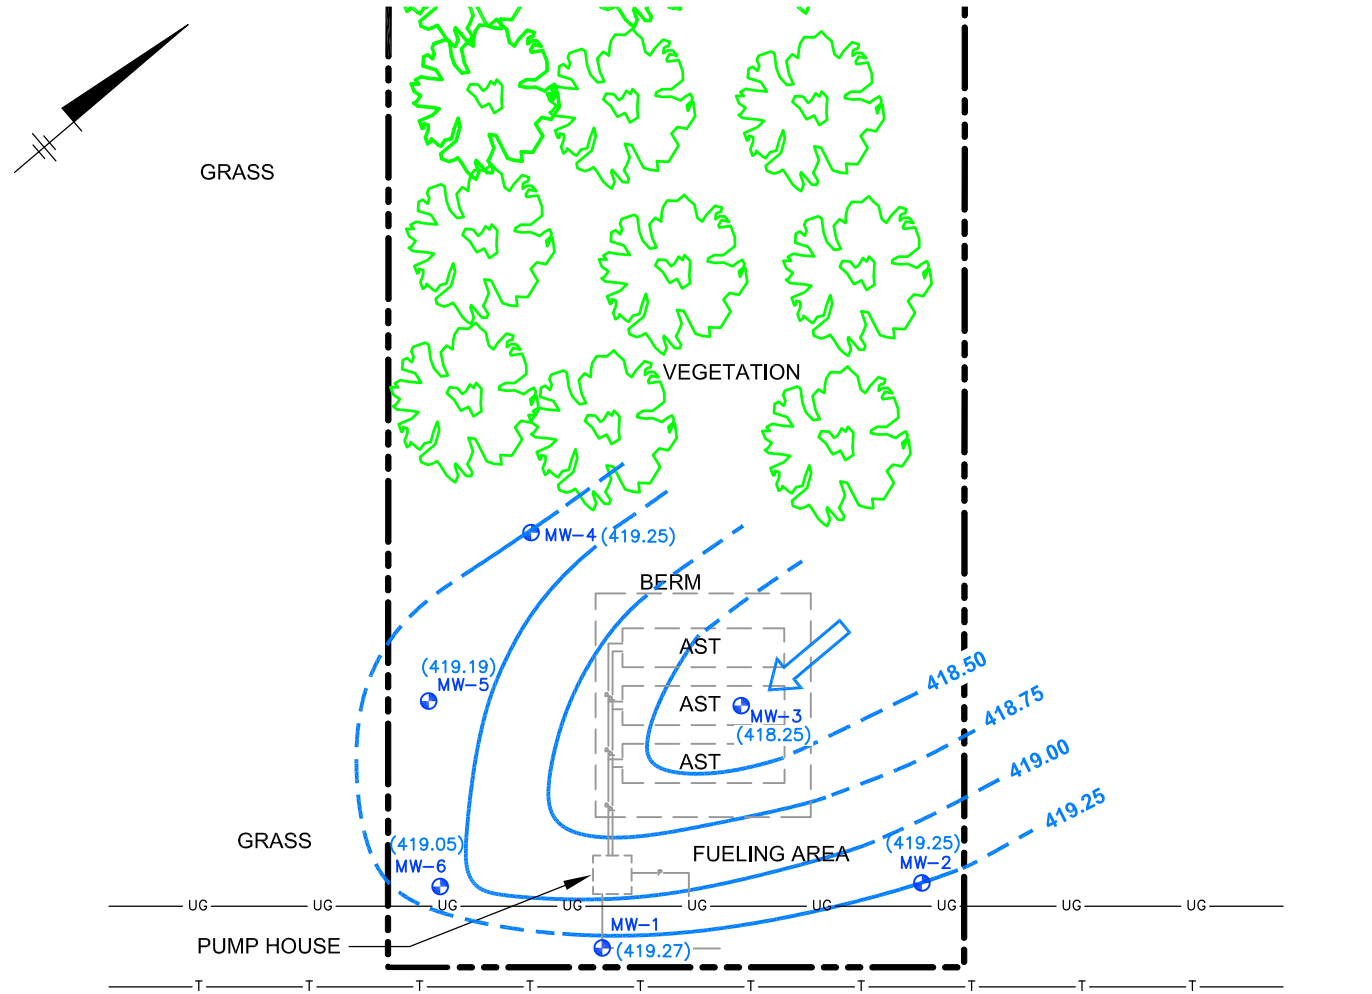 GRASS
VEGETATION
MW-4 (419.25)
BERM
AST
(419.19)
MW-5
418.50
AST
MW-3
(418.25)
418.75
AST
419.00
419.25
GRASS
(419.05)
MW-6
FUELING AREA
(419.25)
MW-2
UG UG UG UG UG UG UG UG UG
MW-1
(419.27)
PUMP HOUSE
T T T T T T T T T T